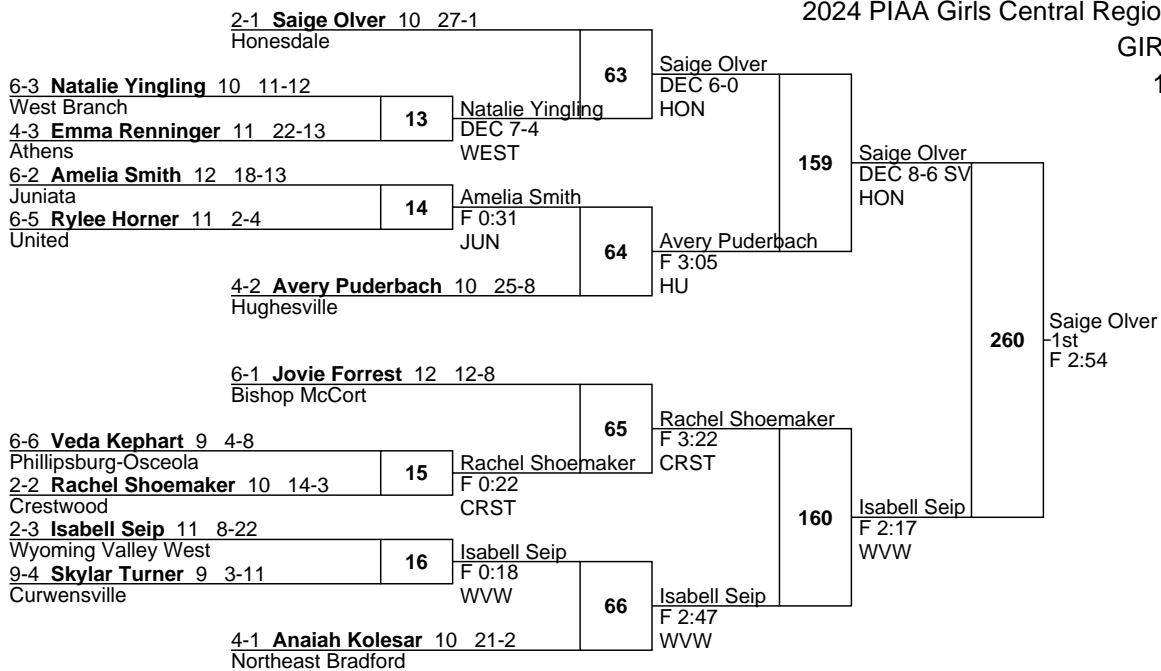 2024 PIAA Girls Central Regio
GIR
1
2-1 Saige Olver 10 27-1
Honesdale
6-3 Natalie Yingling 10 11-12
West Branch
4-3 Emma Renninger 11 22-13
Athens
6-2 Amelia Smith 12 18-13
Juniata
6-5 Rylee Horner 11 2-4
United
4-2 Avery Puderbach 10 25-8
Hughesville
6-1 Jovie Forrest 12 12-8
Bishop McCort
6-6 Veda Kephart 9 4-8
Phillipsburg-Osceola
2-2 Rachel Shoemaker 10 14-3
Crestwood
2-3 Isabell Seip 11 8-22
Wyoming Valley West
9-4 Skylar Turner 9 3-11
Curwensville
4-1 Anaiah Kolesar 10 21-2
Northeast Bradford
13
Natalie Yingling
DEC 7-4
WEST
14
Amelia Smith
F 0:31
JUN
15
Rachel Shoemaker
F 0:22
CRST
16
Isabell Seip
F 0:18
WVW
63
Saige Olver
DEC 6-0
HON
64
Avery Puderbach
F 3:05
HU
65
Rachel Shoemaker
F 3:22
CRST
66
Isabell Seip
F 2:47
WVW
159
Saige Olver
DEC 8-6 SV
HON
160
Isabell Seip
F 2:17
WVW
260
Saige Olver
1st
F 2:54